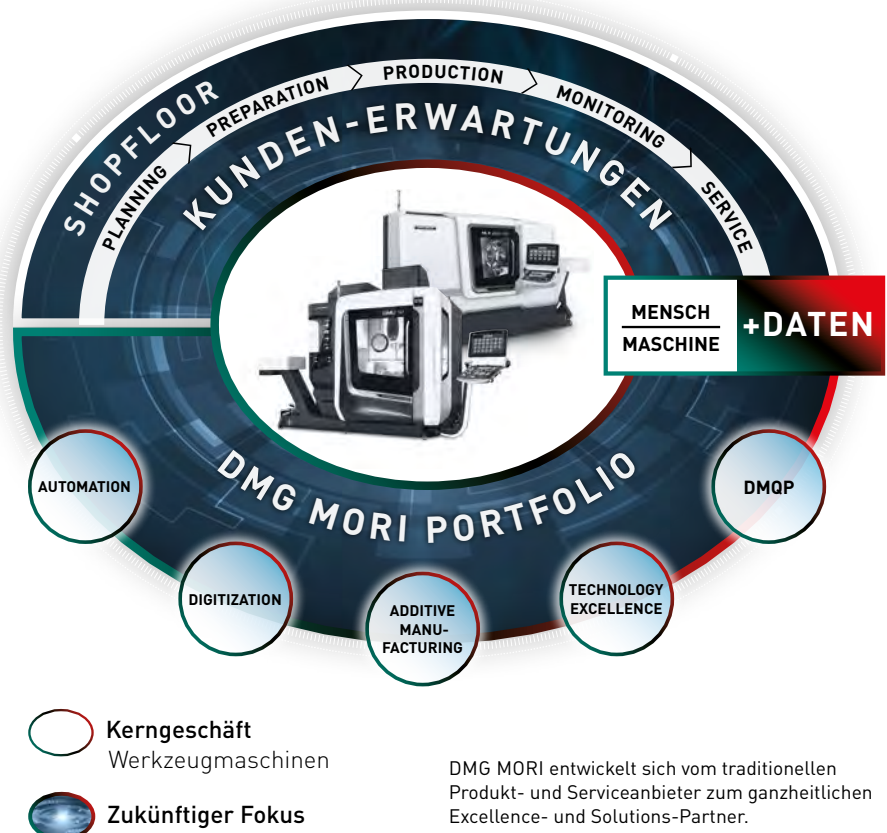 SHOPFLOOR
PLANNING
PREPARATION
PRODUCTION
MONITORING
SERVICE
KUNDEN-ERWARTUNGEN
MENSCH
MASCHINE
+DATEN
DMG MORI PORTFOLIO
AUTOMATION
DIGITIZATION
ADDITIVE
MANU-
FACTURING
TECHNOLOGY
EXCELLENCE
DMQP
Kerngeschäft
Werkzeugmaschinen
Zukünftiger Fokus
DMG MORI entwickelt sich vom traditionellen
Produkt- und Serviceanbieter zum ganzheitlichen
Excellence- und Solutions-Partner.